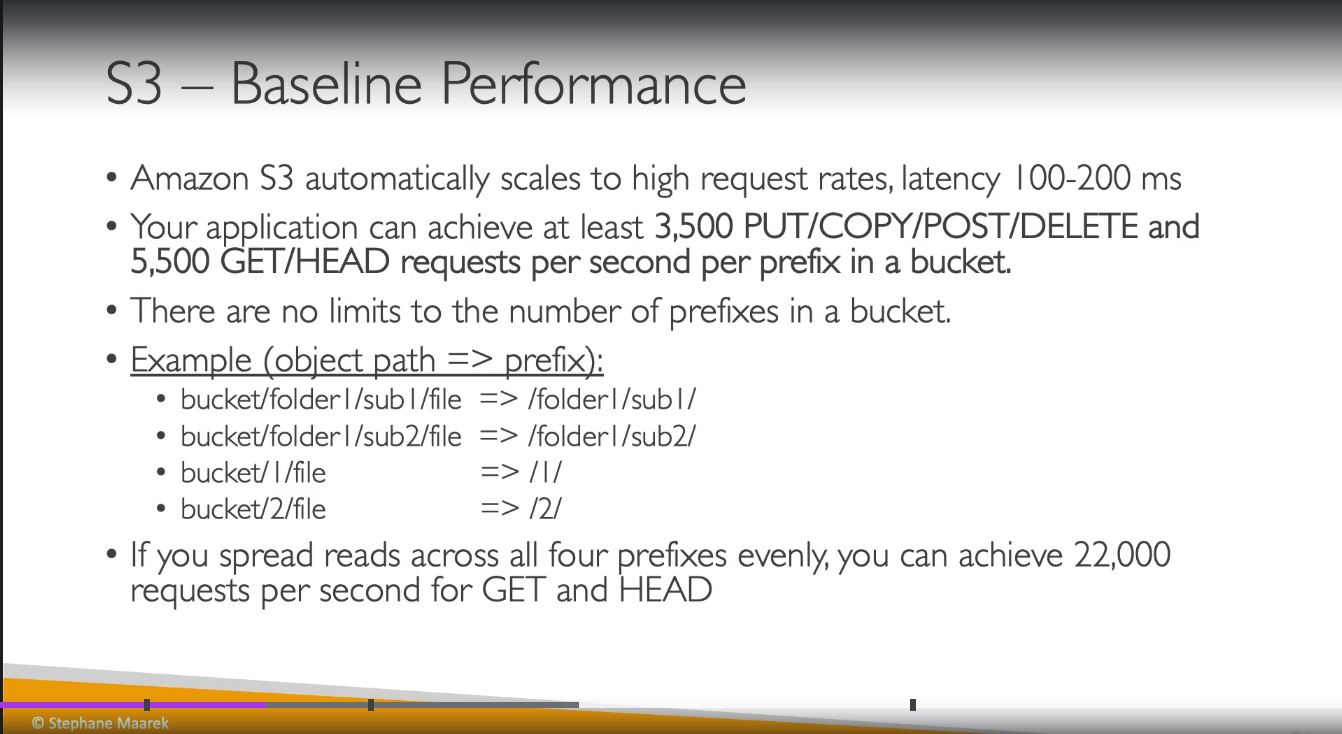 S3 – Baseline Performance
• Amazon S3 automatically scales to high request rates, latency 100-200 ms
• Your application can achieve at least 3,500 PUT/COPY/POST/DELETE and
5,500 GET/HEAD requests per second per prefix in a bucket.
• There are no limits to the number of prefixes in a bucket.
• Example (object path => prefix):
• bucket/folder1/sub1/file => /folder1/sub1/
• bucket/folder1/sub2/file => /folder1/sub2/
• bucket/1/file => /1/
• bucket/2/file => /2/
• If you spread reads across all four prefixes evenly, you can achieve 22,000
requests per second for GET and HEAD
© Stephane Maarek